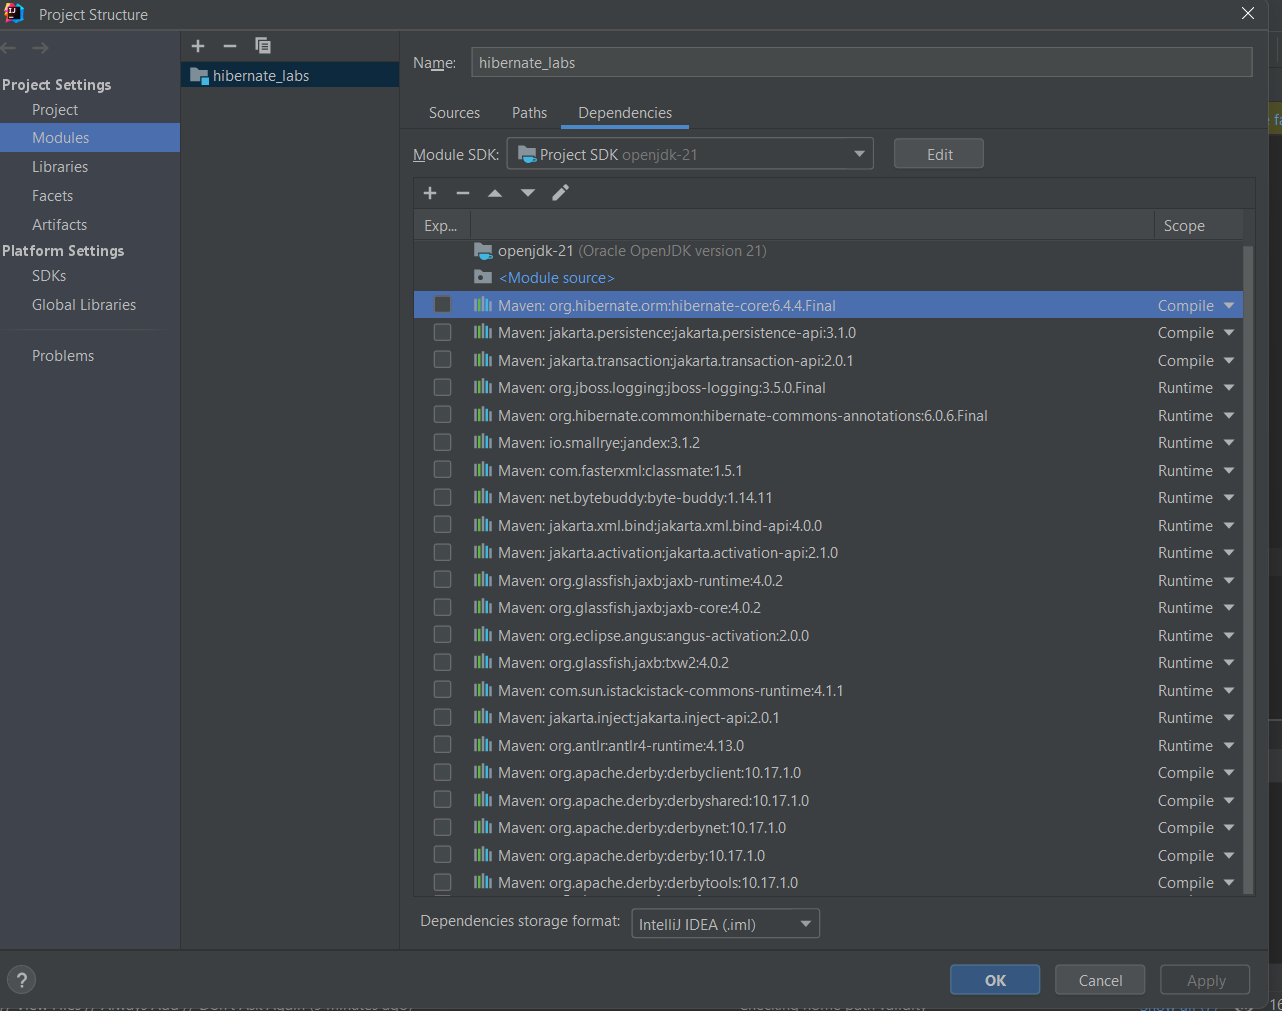 Project Structure
Project Settings
Project
Modules
Libraries
Facets
Artifacts
Platform Settings
SDKs
Global Libraries
Problems
hibernate_labs
Name: hibernate_labs
Sources Paths Dependencies
Module SDK: Project SDK openjdk-21 Edit
Exp... Scope
openjdk-21 (Oracle OpenJDK version 21)
<Module source>
Maven: org.hibernate.orm:hibernate-core:6.4.4.Final Compile
Maven: jakarta.persistence:jakarta.persistence-api:3.1.0 Compile
Maven: jakarta.transaction:jakarta.transaction-api:2.0.1 Compile
Maven: org.jboss.logging:jboss-logging:3.5.0.Final Runtime
Maven: org.hibernate.common:hibernate-commons-annotations:6.0.6.Final Runtime
Maven: io.smallrye:jandex:3.1.2 Runtime
Maven: com.fasterxml:classmate:1.5.1 Runtime
Maven: net.bytebuddy:byte-buddy:1.14.11 Runtime
Maven: jakarta.xml.bind:jakarta.xml.bind-api:4.0.0 Runtime
Maven: jakarta.activation:jakarta.activation-api:2.1.0 Runtime
Maven: org.glassfish.jaxb:jaxb-runtime:4.0.2 Runtime
Maven: org.glassfish.jaxb:jaxb-core:4.0.2 Runtime
Maven: org.eclipse.angus:angus-activation:2.0.0 Runtime
Maven: org.glassfish.jaxb:txw2:4.0.2 Runtime
Maven: com.sun.istack:istack-commons-runtime:4.1.1 Runtime
Maven: jakarta.inject:jakarta.inject-api:2.0.1 Runtime
Maven: org.antlr:antlr4-runtime:4.13.0 Runtime
Maven: org.apache.derby:derbyclient:10.17.1.0 Compile
Maven: org.apache.derby:derbyshared:10.17.1.0 Compile
Maven: org.apache.derby:derbynet:10.17.1.0 Compile
Maven: org.apache.derby:derby:10.17.1.0 Compile
Maven: org.apache.derby:derbytools:10.17.1.0 Compile
Dependencies storage format: IntelliJ IDEA (.iml)
? OK Cancel Apply